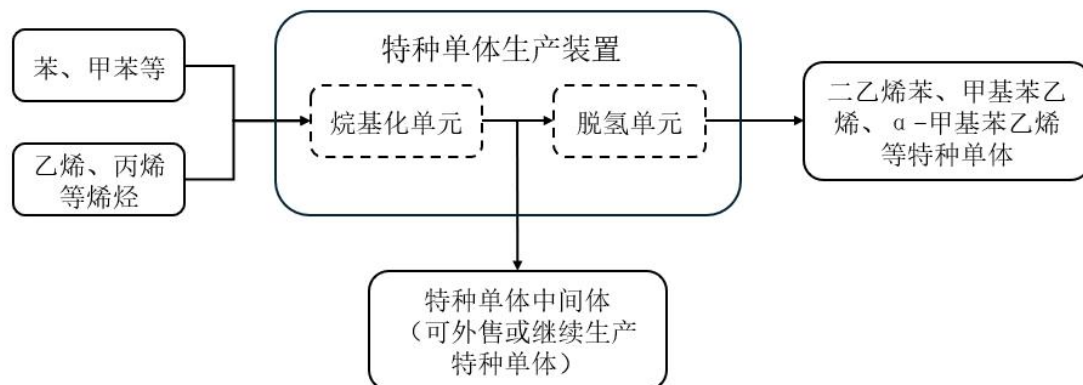 特种单体生产装置
苯、甲苯等
乙烯、丙烯
等烯烃
烷基化单元
脱氢单元
二乙烯苯、甲基苯乙
烯、α-甲基苯乙烯
等特种单体
特种单体中间体
（可外售或继续生产
特种单体）